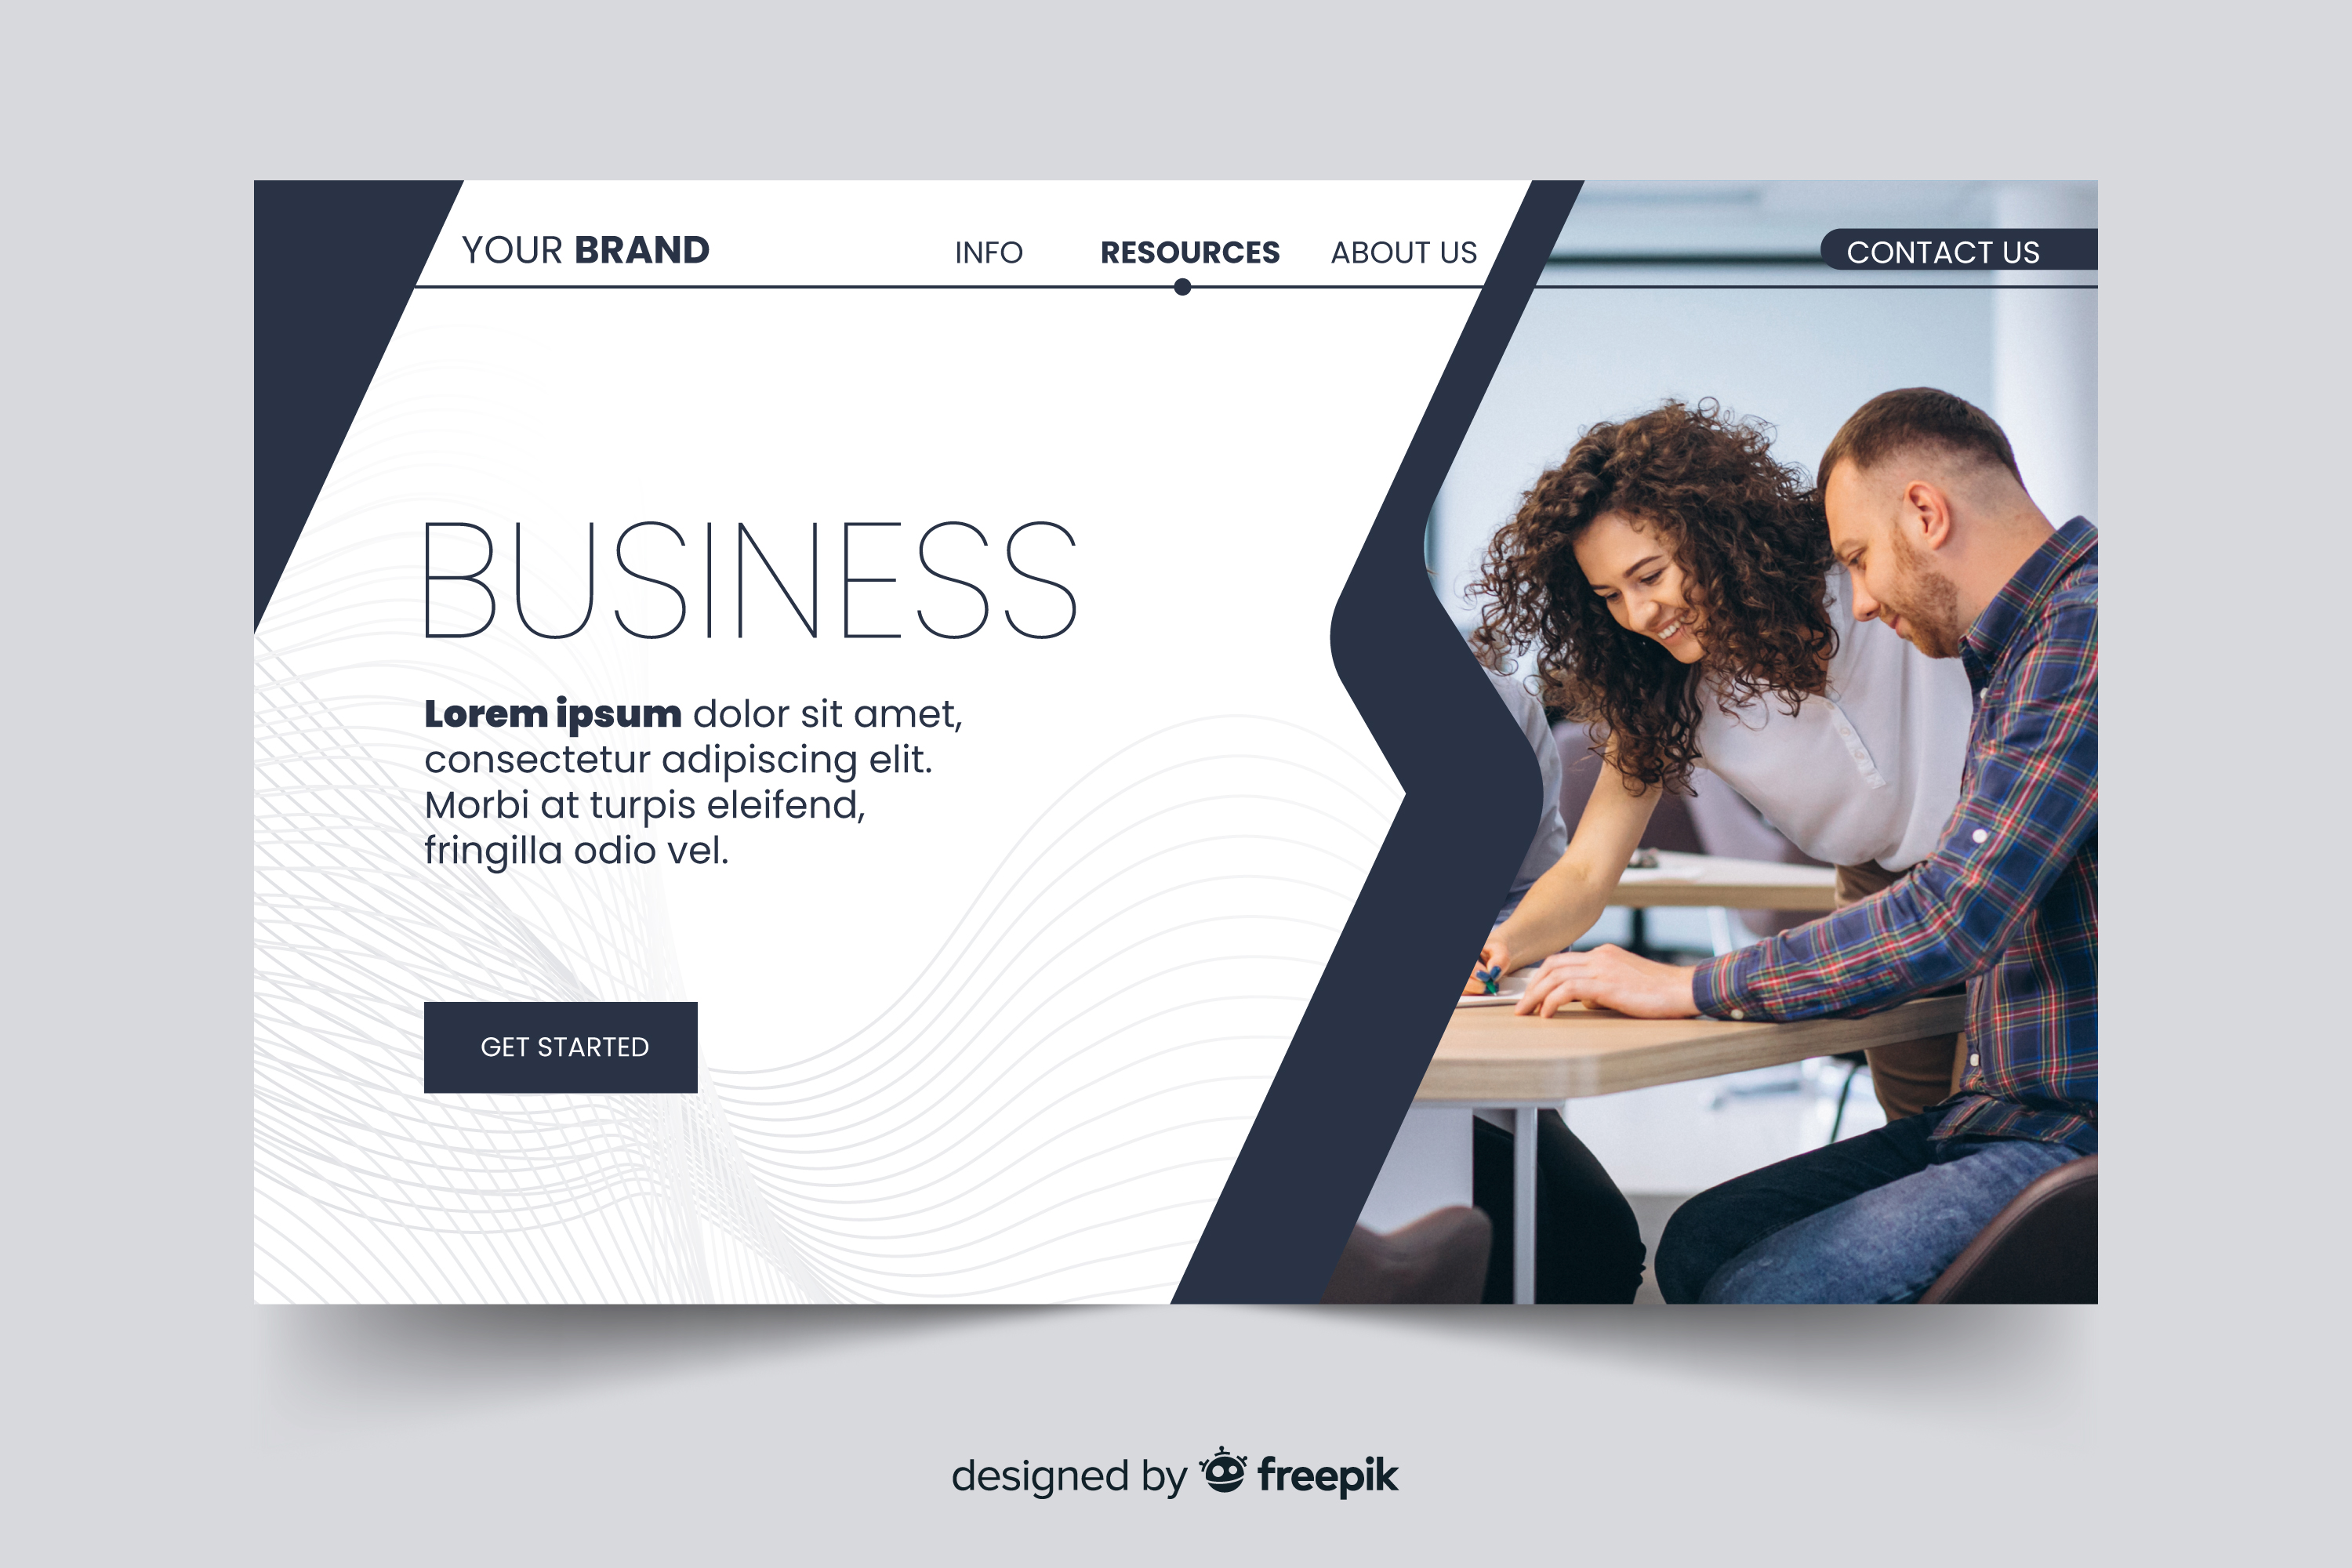 YOUR BRAND
INFO
RESOURCES
ABOUT US
CONTACT US
BUSINESS
Lorem ipsum dolor sit amet,
consectetur adipiscing elit.
Morbi at turpis eleifend,
fringilla odio vel.
GET STARTED
designed by freepik